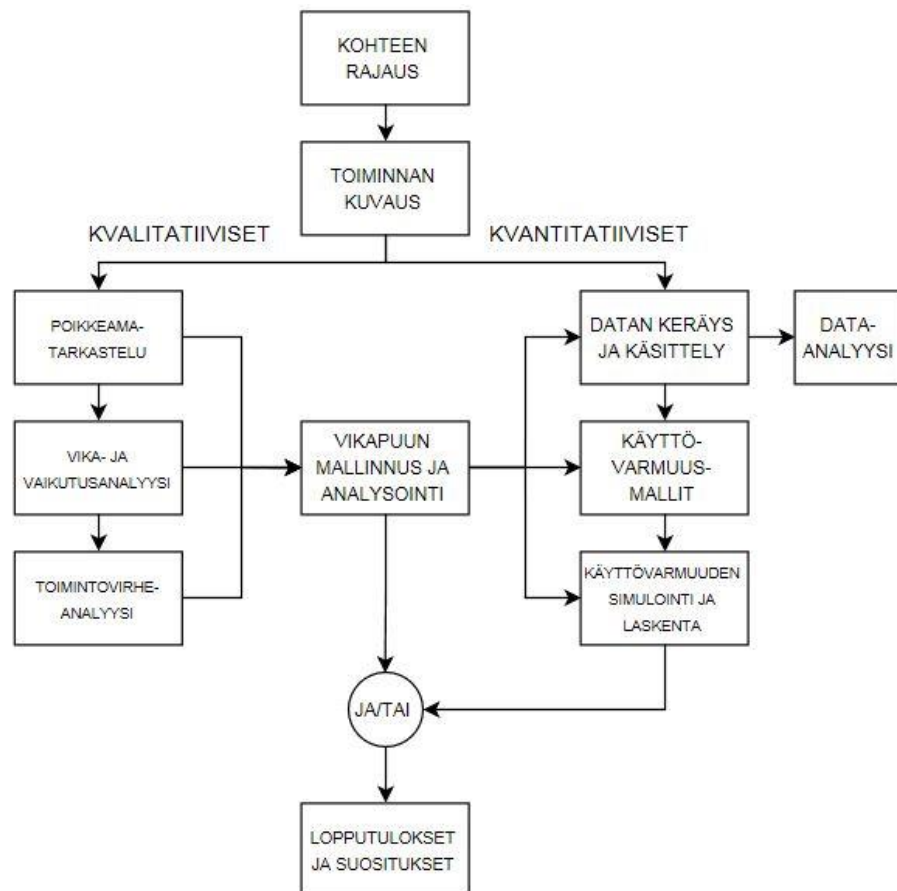 KOHTEEN
RAJAUS
TOIMINNAN
KUVAUS
KVALITATIIVISET
KVANTITATIIVISET
POIKKEAMA-
TARKASTELU
DATAN KERÄYS
JA KÄSITTELY
DATA-
ANALYYSI
VIKA- JA
VAIKUTUSANALYYSI
VIKAPUUN
MALLINNUS JA
ANALYSOINTI
KÄYTTÖ-
VARMUUS-
MALLIT
TOIMINTOVIRHE-
ANALYYSI
KÄYTTÖVARMUUDEN
SIMULOINTI JA
LASKENTA
JA/TAI
LOPPUTULOKSET
JA SUOSITUKSET